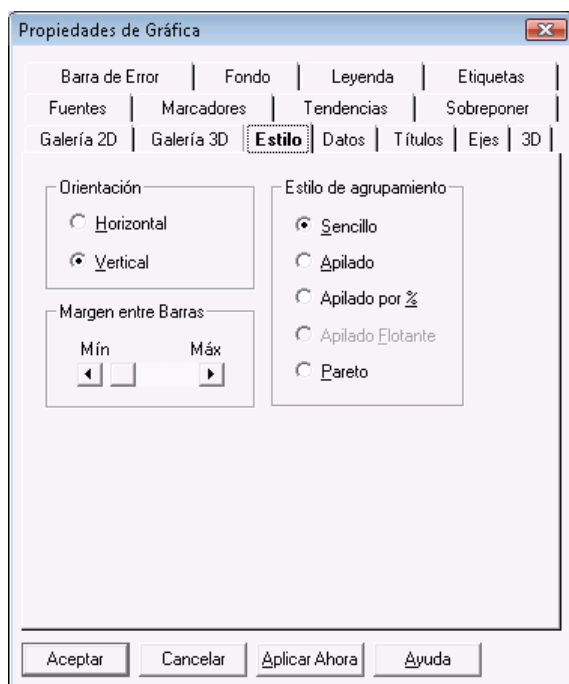 Propiedades de Gráfica
Barra de Error Fondo Leyenda Etiquetas
Fuentes Marcadores Tendencias Sobreponer
Galería 2D Galería 3D Estilo Datos Títulos Ejes 3D
Orientación
Horizontal
Vertical
Margen entre Barras
Mín Máx
Estilo de agrupamiento
Sencillo
Apilado
Apilado por %
Apilado Flotante
Pareto
Aceptar Cancelar Aplicar Ahora Ayuda